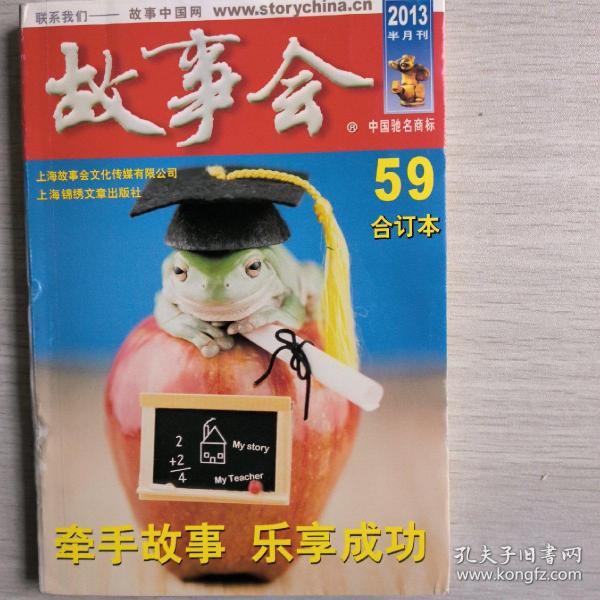 联系我们—— 故事中国网 www.storychina.cn
2013
半月刊
故事会
® 中国驰名商标
上海故事会文化传媒有限公司
上海锦绣文章出版社
59
合订本
2
+2
4
My story
My Teacher
牵手故事 乐享成功
孔夫子旧书网
www.kongfz.com